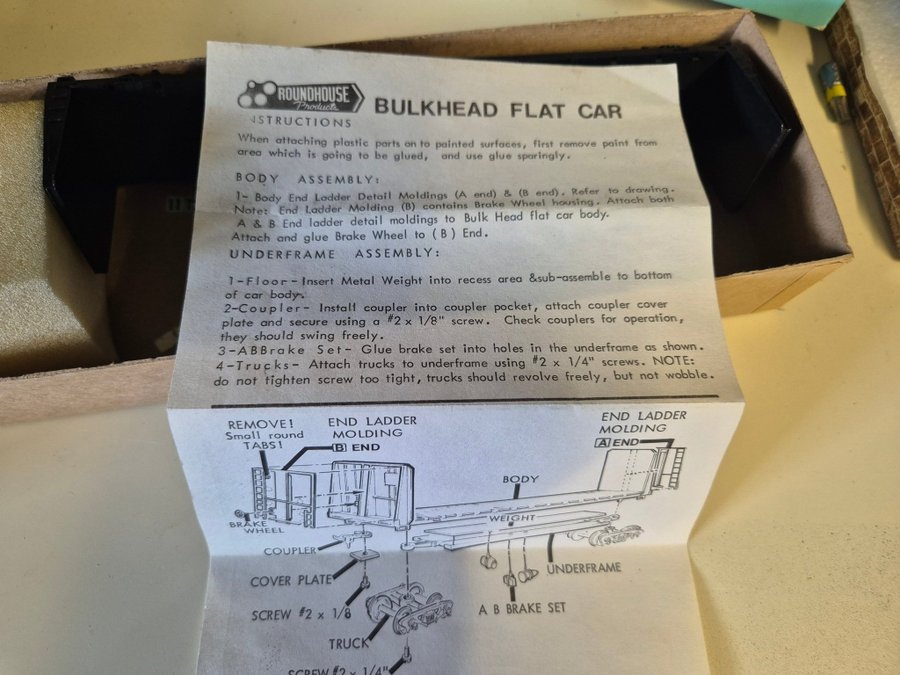 ROUNDHOUSE
Products
BULKHEAD FLAT CAR
NSTRUCTIONS
When attaching plastic parts on to painted surfaces, first remove paint from
area which is going to be glued, and use glue sparingly.
BODY ASSEMBLY:
1- Body End Ladder Detail Moldings (A end) & (B end). Refer to drawing.
Note: End Ladder Molding (B) contains Brake Wheel housing. Attach both
A & B End ladder detail moldings to Bulk Head flat car body.
Attach and glue Brake Wheel to (B) End.
UNDERFRAME ASSEMBLY:
1-Floor-Insert Metal Weight into recess area &sub-assemble to bottom
of car body.
2-Coupler- Install coupler into coupler pocket, attach coupler cover
plate and secure using a #2 x 1/8" screw. Check couplers for operation,
they should swing freely.
3-ABBrake Set- Glue brake set into holes in the underframe as shown.
4-Trucks- Attach trucks to underframe using #2 x 1/4" screws. NOTE:
do not tighten screw too tight, trucks should revolve freely, but not wobble.
REMOVE!
Small round
TABS!
END LADDER
MOLDING
B END
END LADDER
MOLDING
A END
BODY
WEIGHT
BRAKE
WHEEL
COUPLER
COVER PLATE
UNDERFRAME
SCREW #2 x 1/8
A B BRAKE SET
TRUCK
SCREW #2 x 1/4"